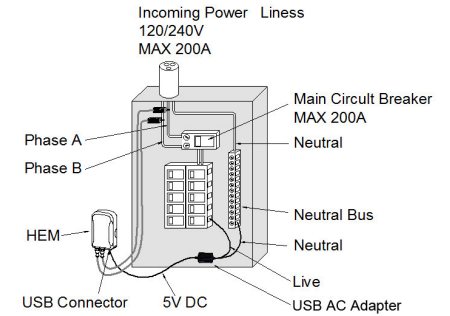 Incoming Power Liness
120/240V
MAX 200A
Main Circult Breaker
MAX 200A
Phase A
Neutral
Phase B
Neutral Bus
HEM
Neutral
Live
USB Connector
5V DC
USB AC Adapter